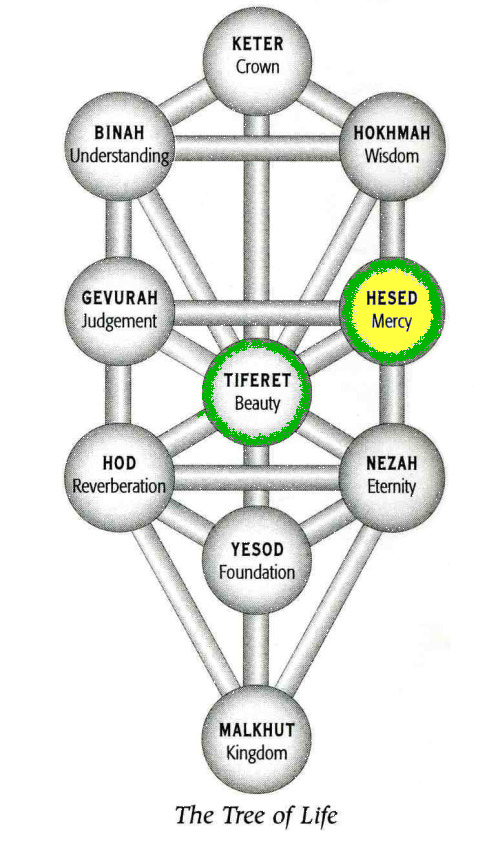 KETER
Crown
BINAH
Understanding
HOKHMAH
Wisdom
GEVURAH
Judgement
HESED
Mercy
TIFERET
Beauty
HOD
Reverberation
NEZAH
Eternity
YESOD
Foundation
MALKHUT
Kingdom
The Tree of Life